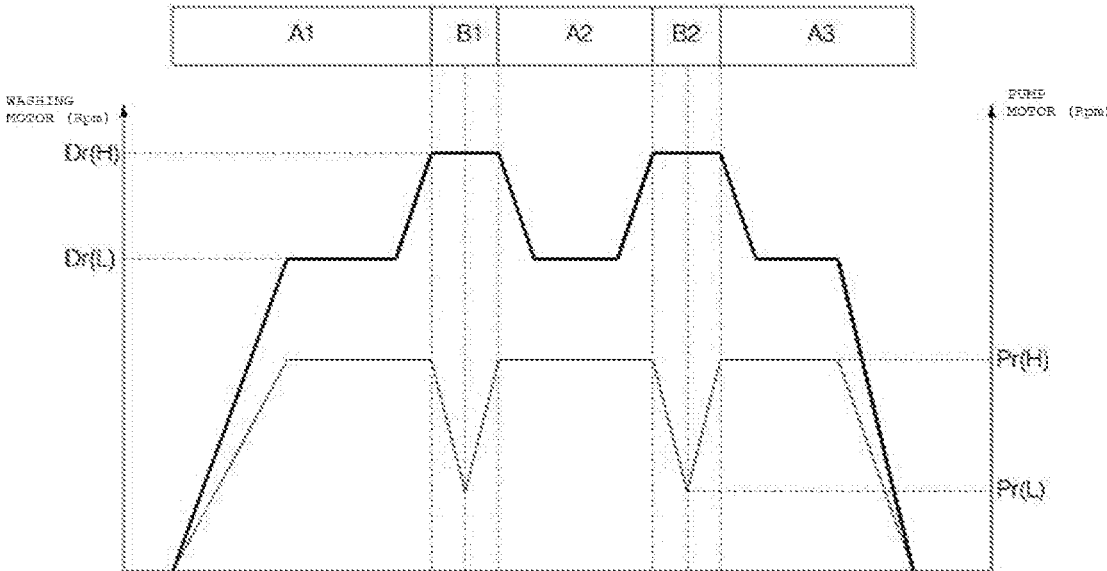 A1 B1 A2 B2 A3
WASHING
MOTOR (Rpm)
PUMP
MOTOR (Rpm)
Dr(H)
Dr(L)
Pr(H)
Pr(L)